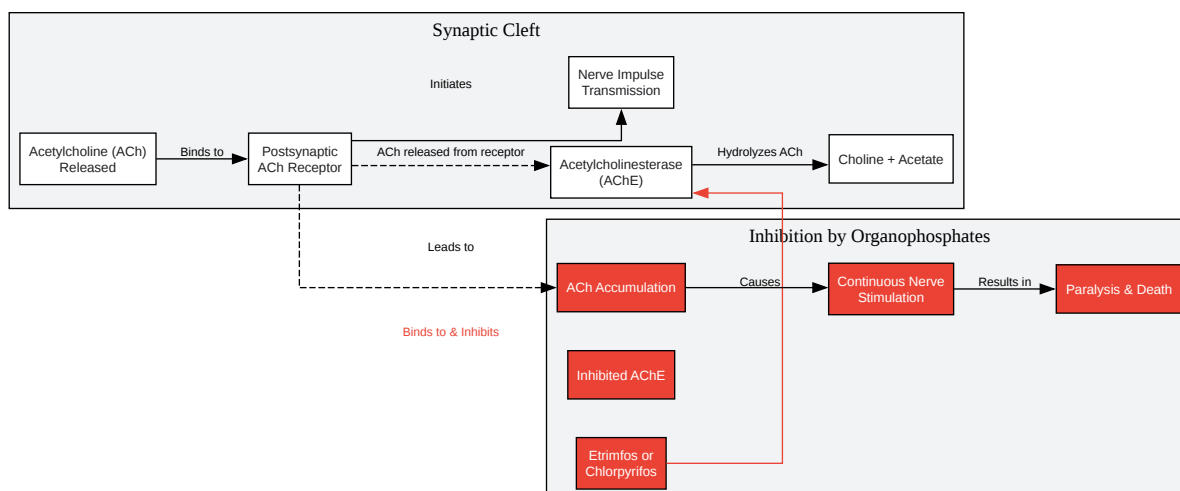 Synaptic Cleft
Nerve Impulse
Transmission
Initiates
Acetylcholine (ACh)
Released
Binds to
Postsynaptic
ACh Receptor
ACh released from receptor
Acetylcholinesterase
(AChE)
Hydrolyzes ACh
Choline + Acetate
Inhibition by Organophosphates
Leads to
ACh Accumulation
Causes
Continuous Nerve
Stimulation
Results in
Paralysis & Death
Binds to & Inhibits
Inhibited AChE
Etrimfos or
Chlorpyrifos